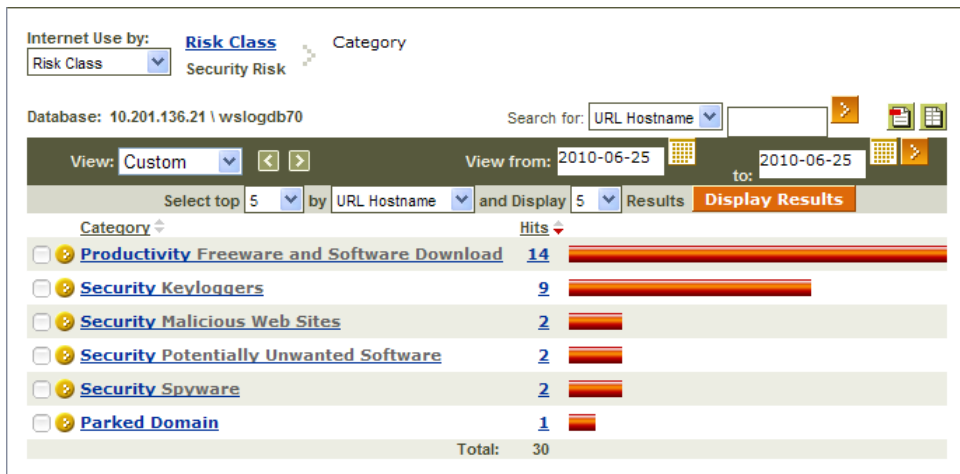 Internet Use by: Risk Class Category
Risk Class Security Risk
Database: 10.201.136.21 \ wslogdb70 Search for: URL Hostname
View: Custom View from: 2010-06-25 to: 2010-06-25
Select top 5 by URL Hostname and Display 5 Results Display Results
Category Hits
Productivity Freeware and Software Download 14
Security Keyloggers 9
Security Malicious Web Sites 2
Security Potentially Unwanted Software 2
Security Spyware 2
Parked Domain 1
Total: 30